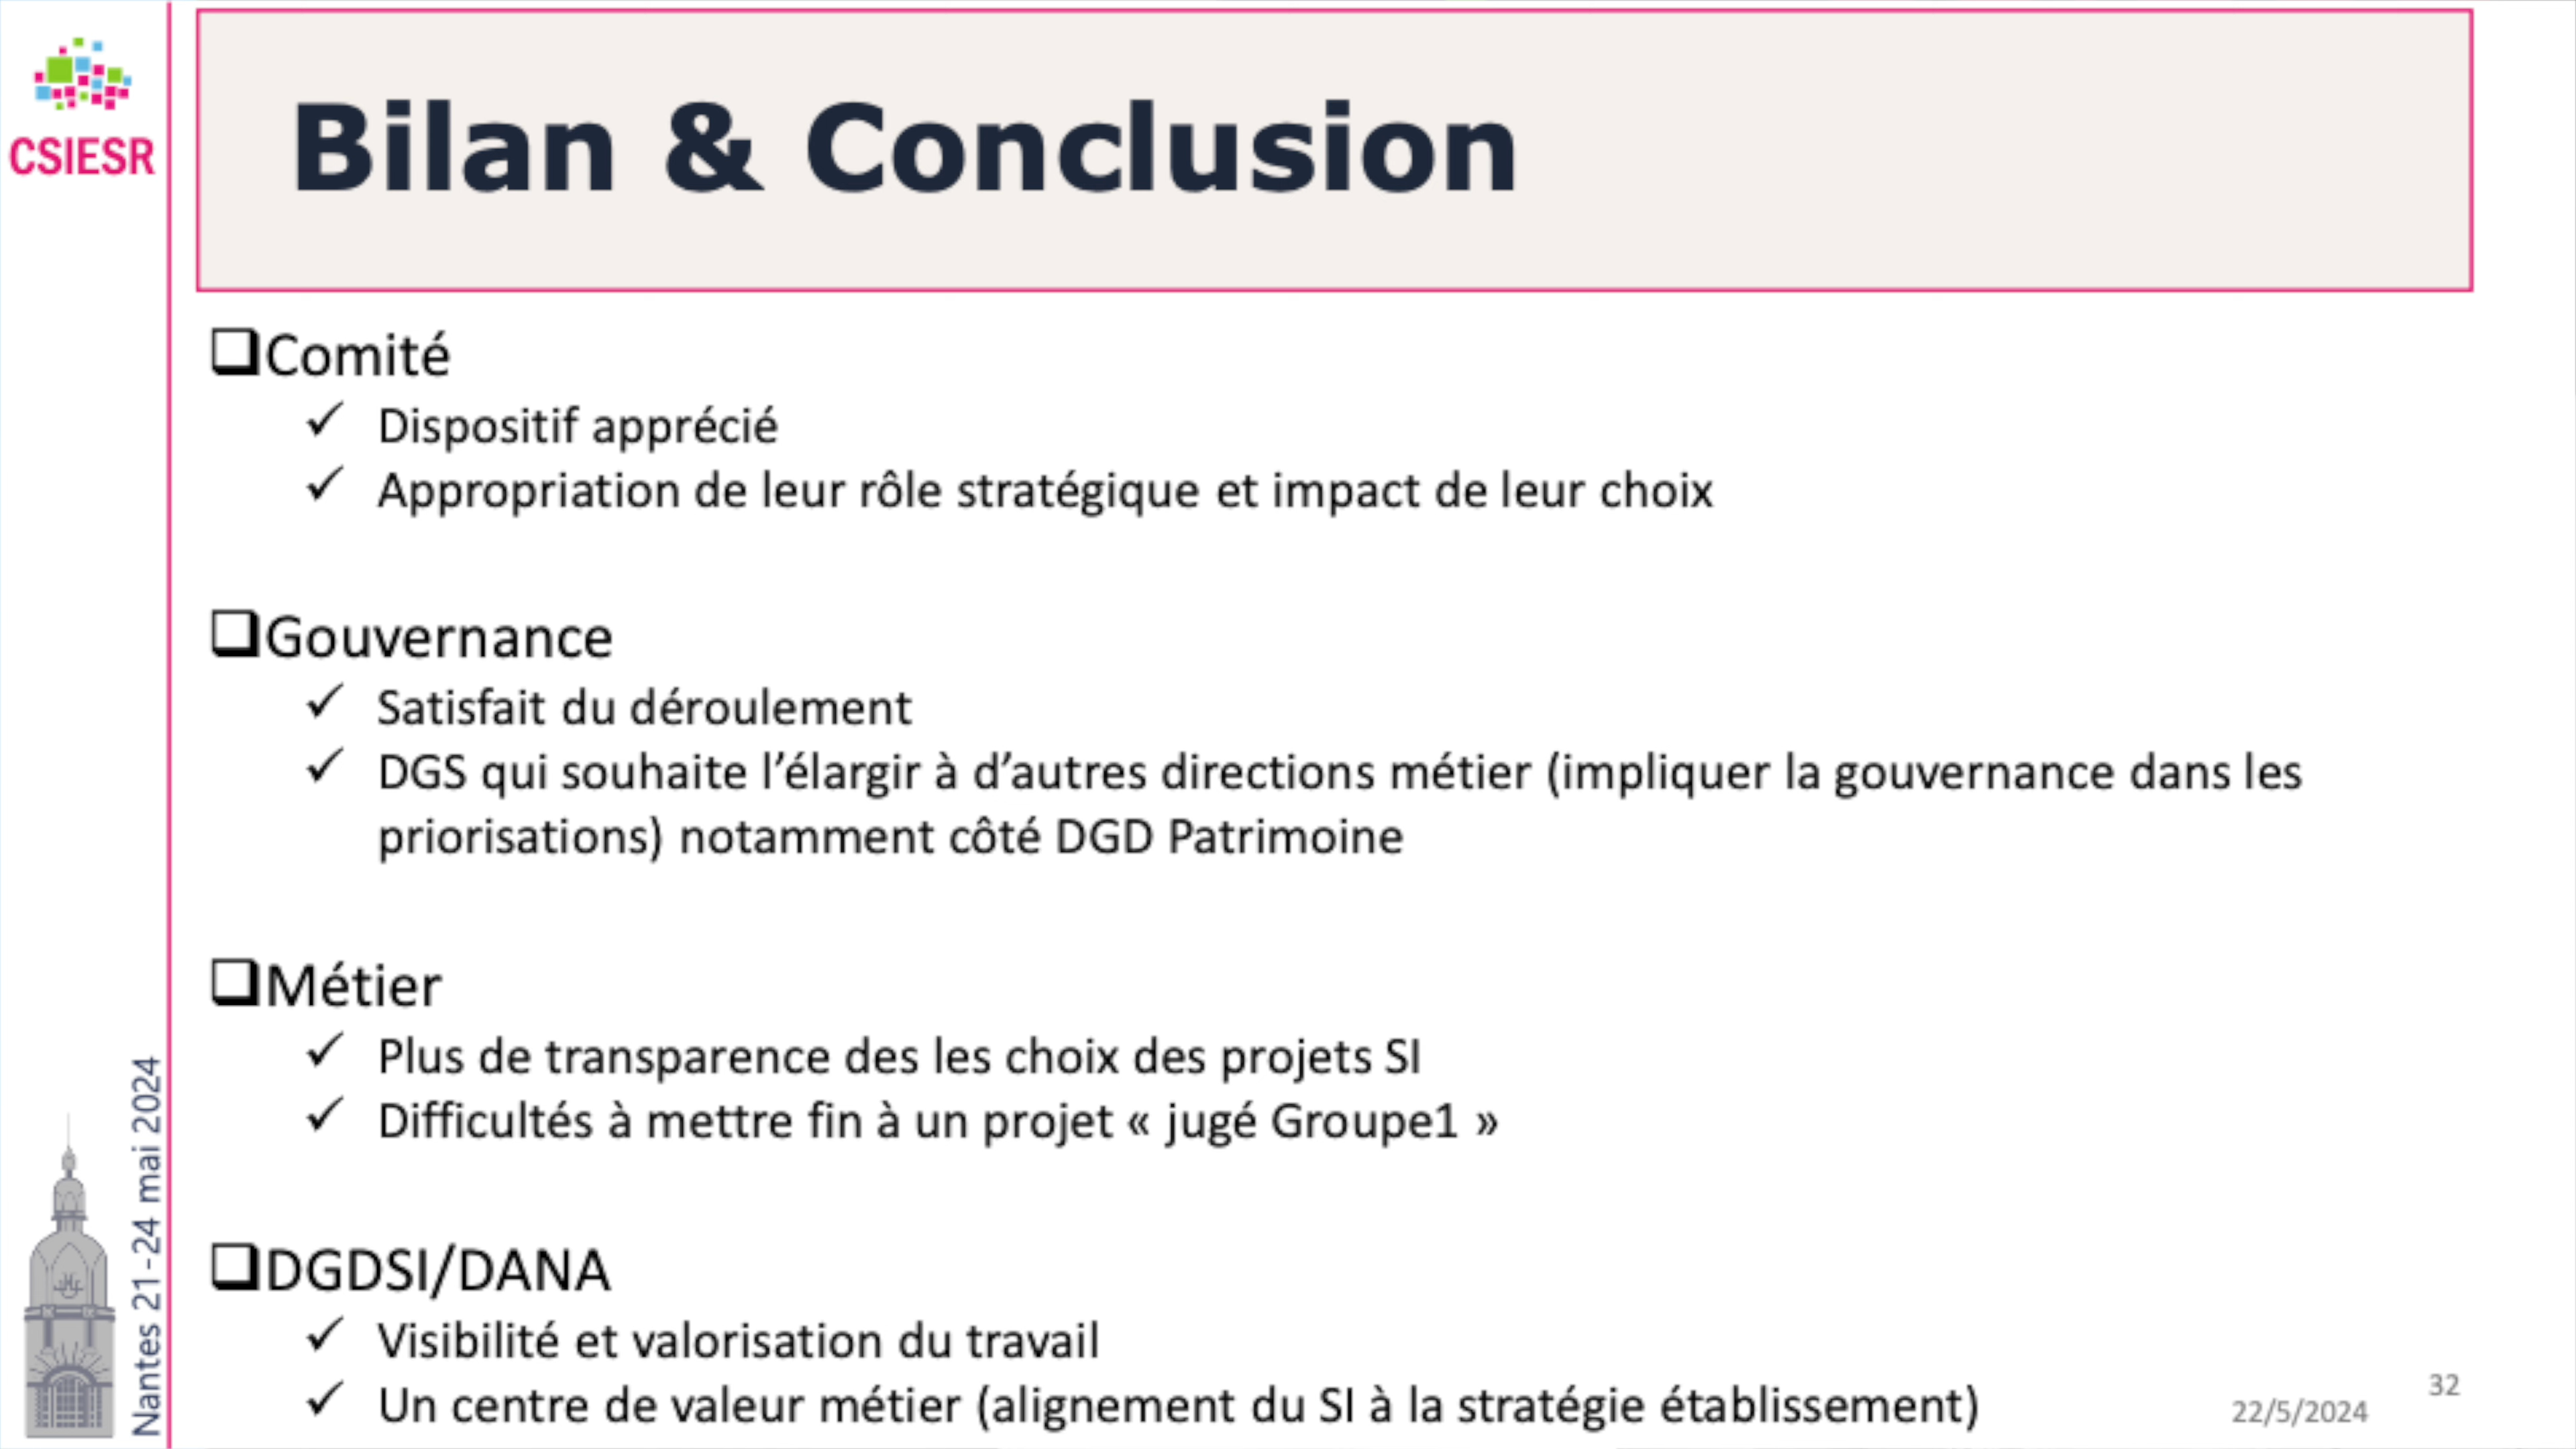 CSIESR
Bilan & Conclusion
Comité
Dispositif apprécié
Appropriation de leur rôle stratégique et impact de leur choix
Gouvernance
Satisfait du déroulement
DGS qui souhaite l’élargir à d’autres directions métier (impliquer la gouvernance dans les
priorisations) notamment côté DGD Patrimoine
Métier
Plus de transparence des les choix des projets SI
Difficultés à mettre fin à un projet « jugé Groupe1 »
DGDSI/DANA
Visibilité et valorisation du travail
Un centre de valeur métier (alignement du SI à la stratégie établissement)
Nantes 21-24 mai 2024
32
22/5/2024